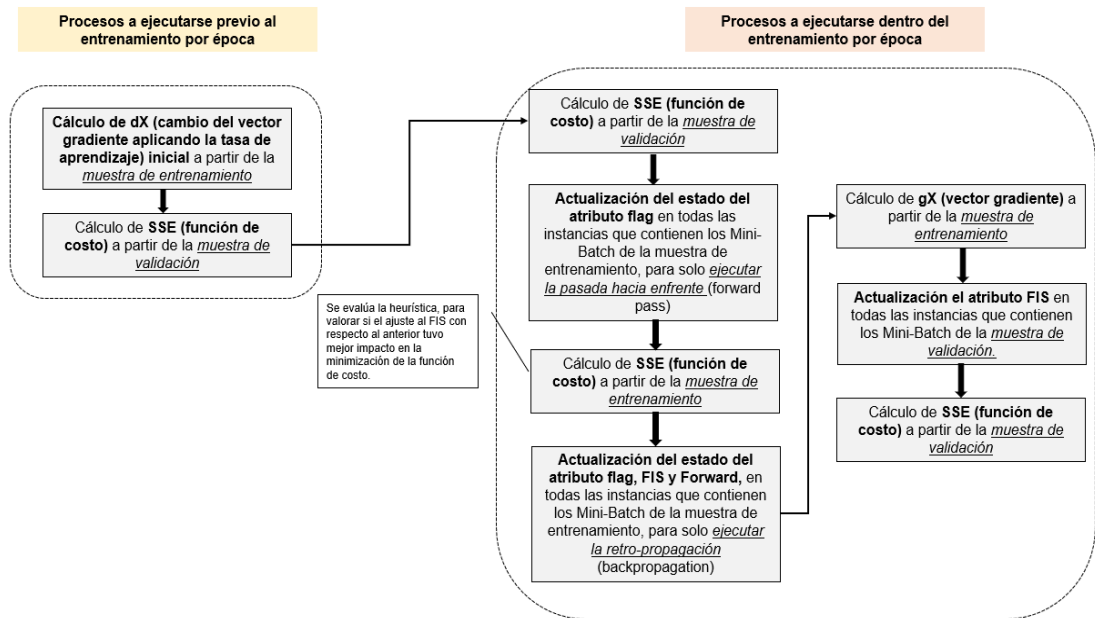 Procesos a ejecutarse previo al
entrenamiento por época
Procesos a ejecutarse dentro del
entrenamiento por época
Cálculo de dX (cambio del vector
gradiente aplicando la tasa de
aprendizaje) inicial a partir de la
muestra de entrenamiento
Cálculo de SSE (función de
costo) a partir de la muestra de
validación
Cálculo de SSE (función de
costo) a partir de la muestra de
validación
Actualización del estado del
atributo flag en todas las
instancias que contienen los Mini-
Batch de la muestra de
entrenamiento, para solo ejecutar
la pasada hacia enfrente (forward
pass)
Se evalúa la heurística, para
valorar si el ajuste al FIS con
respecto al anterior tuvo
mejor impacto en la
minimización de la función
de costo.
Cálculo de SSE (función de
costo) a partir de la muestra de
entrenamiento
Actualización del estado del
atributo flag, FIS y Forward, en
todas las instancias que contienen
los Mini-Batch de la muestra de
entrenamiento, para solo ejecutar
la retro-propagación
(backpropagation)
Cálculo de gX (vector gradiente) a
partir de la muestra de
entrenamiento
Actualización el atributo FIS en
todas las instancias que contienen
los Mini-Batch de la muestra de
validación.
Cálculo de SSE (función de
costo) a partir de la muestra de
validación